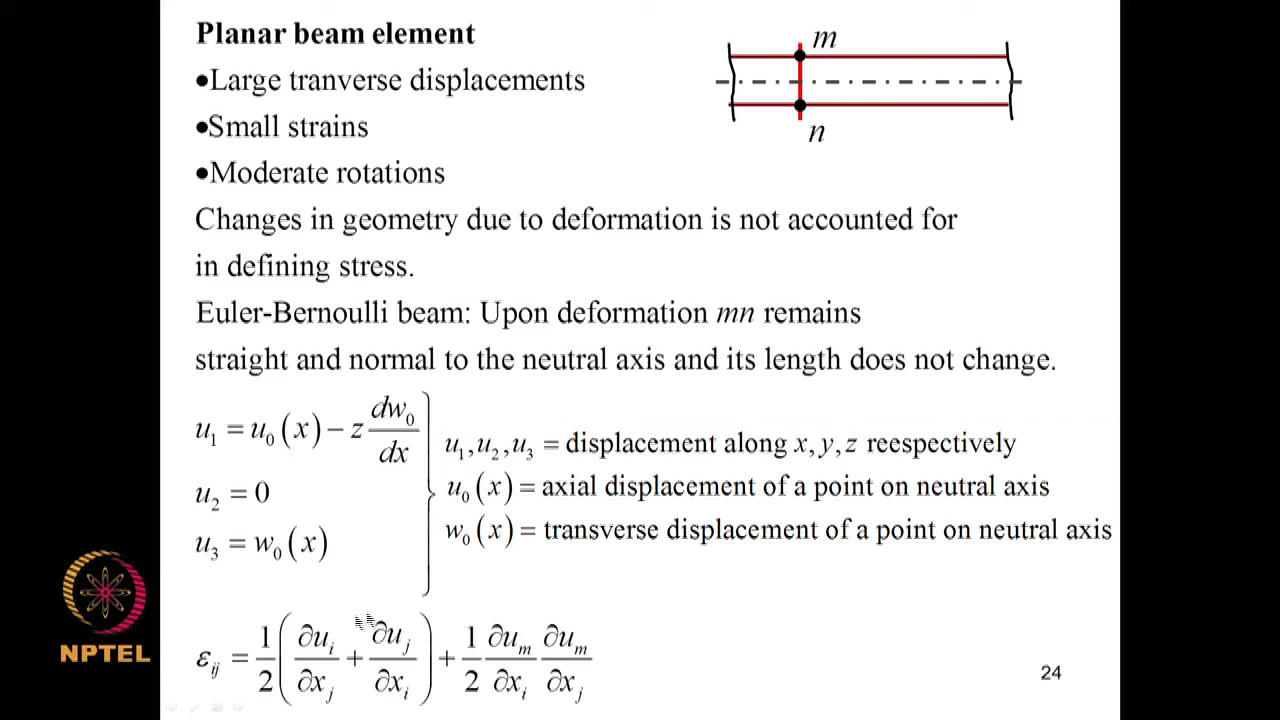 Planar beam element
•Large tranverse displacements
•Small strains
•Moderate rotations
Changes in geometry due to deformation is not accounted for
in defining stress.
Euler-Bernoulli beam: Upon deformation mn remains
straight and normal to the neutral axis and its length does not change.
m
n
u₁ = u₀(x) − z dw₀/dx
u₂ = 0
u₃ = w₀(x)
u₁,u₂,u₃ = displacement along x, y, z reespectively
u₀(x) = axial displacement of a point on neutral axis
w₀(x) = transverse displacement of a point on neutral axis
εᵢⱼ = 1/2 (∂uᵢ/∂xⱼ + ∂uⱼ/∂xᵢ) + 1/2 ∂uₘ/∂xᵢ ∂uₘ/∂xⱼ
NPTEL
24